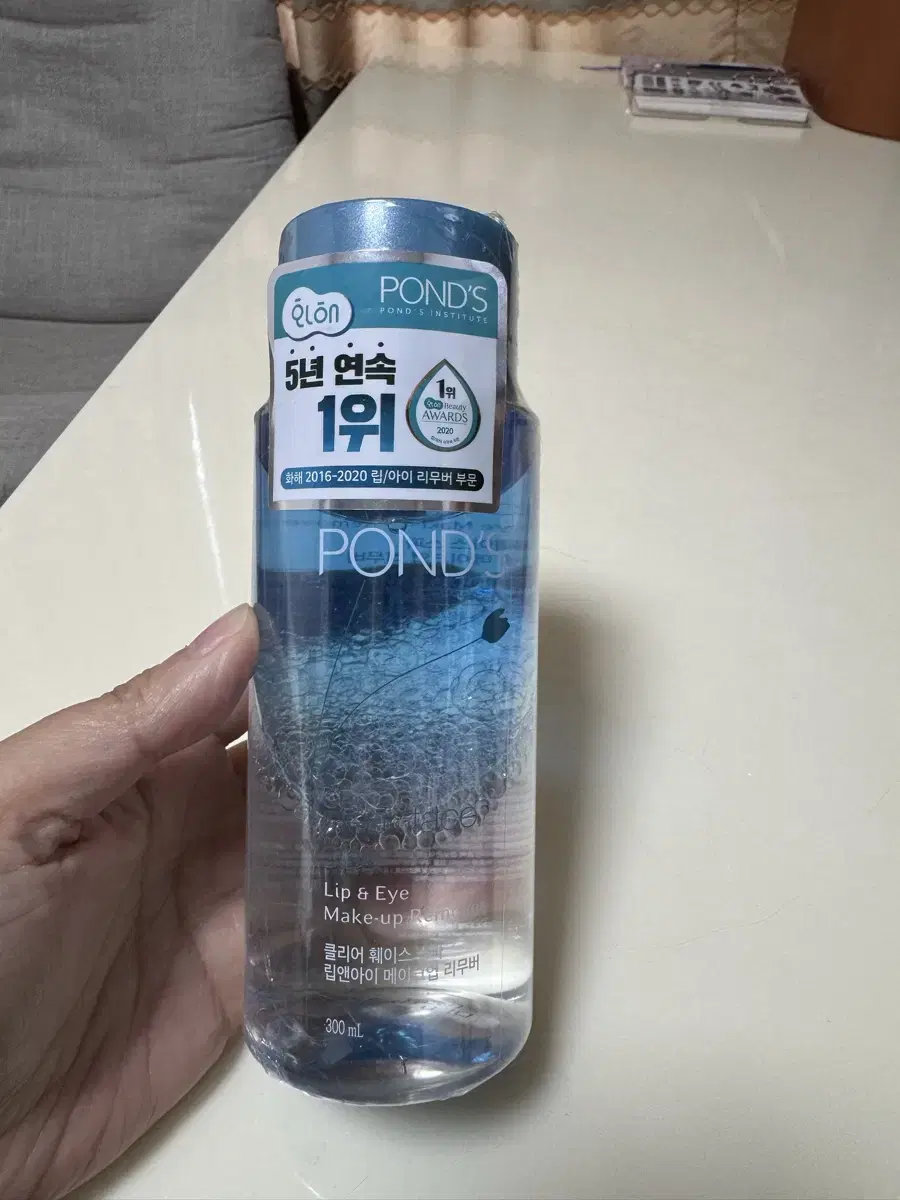 POND'S
POND'S INSTITUTE
5년 연속
1위
1위
Beauty
AWARDS
2020
화해 2016-2020 립/아이 리무버 부문
POND'S
Lip & Eye
Make-up
클리어 훼이스
립앤아이 메이크업 리무버
300 mL